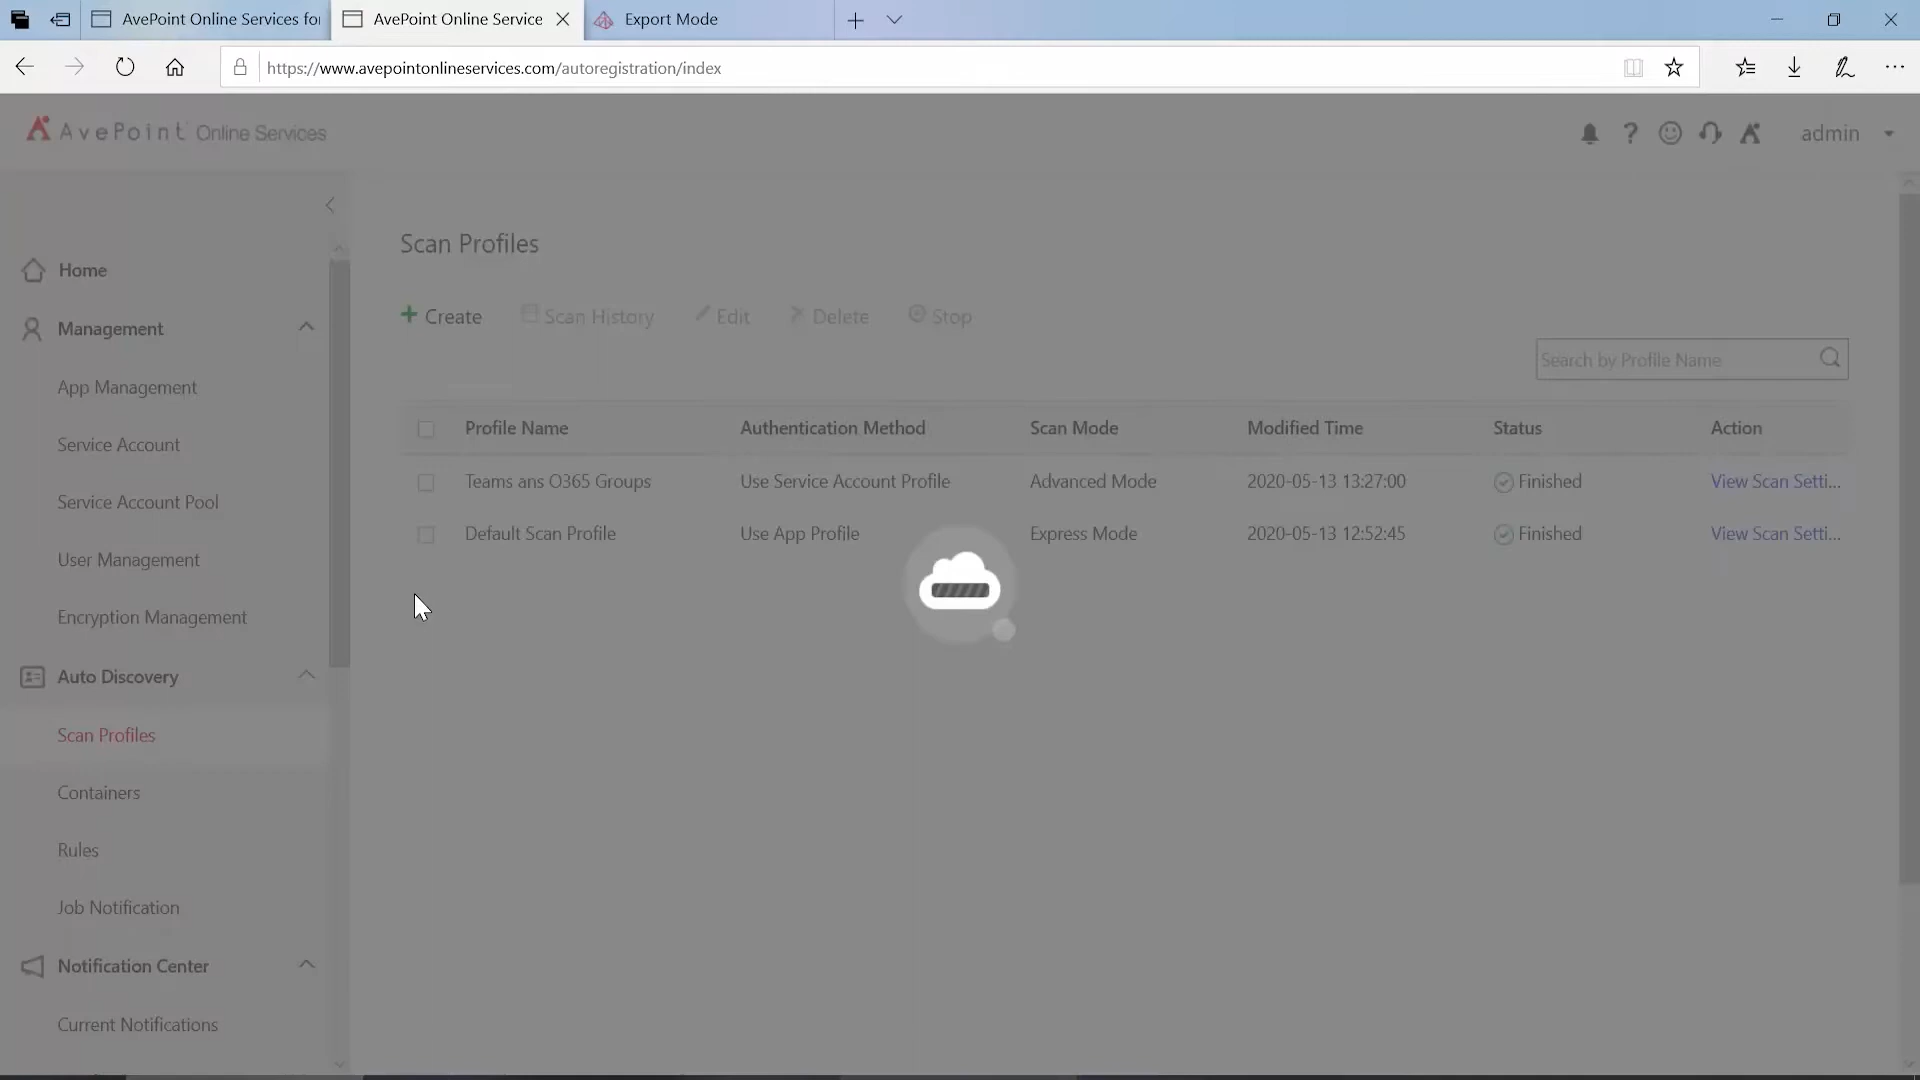 AvePoint Online Services fo
AvePoint Online Service
Export Mode
https://www.avepointonlineservices.com/autoregistration/index
AvePoint Online Services
admin
Home
Management
App Management
Service Account
Service Account Pool
User Management
Encryption Management
Auto Discovery
Scan Profiles
Containers
Rules
Job Notification
Notification Center
Current Notifications
Scan Profiles
Create Scan History Edit Delete Stop
Search by Profile Name
Profile Name Authentication Method Scan Mode Modified Time Status Action
Teams ans O365 Groups Use Service Account Profile Advanced Mode 2020-05-13 13:27:00 Finished View Scan Setti...
Default Scan Profile Use App Profile Express Mode 2020-05-13 12:52:45 Finished View Scan Setti...